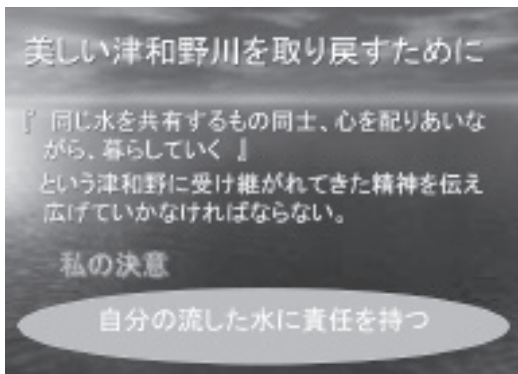 美しい津和野川を取り戻すために
『 同じ水を共有するもの同士、心を配りあいな
がら、暮らしていく 』
という津和野に受け継がれてきた精神を伝え
広げていかなければならない。
私の決意
自分の流した水に責任を持つ